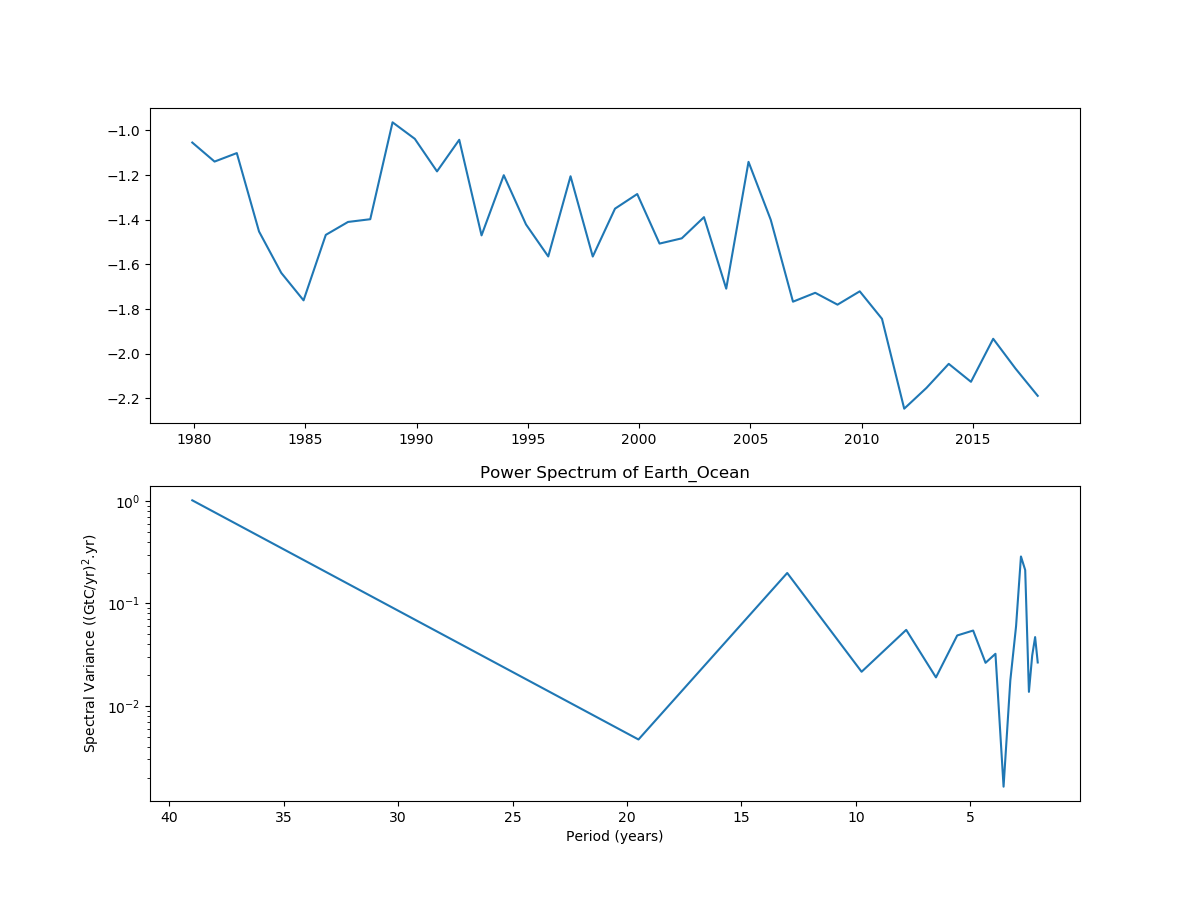 −1.0
−1.2
−1.4
−1.6
−1.8
−2.0
−2.2
1980 1985 1990 1995 2000 2005 2010 2015
Power Spectrum of Earth_Ocean
10⁰
10⁻¹
10⁻²
Spectral Variance ((GtC/yr)².yr)
40 35 30 25 20 15 10 5
Period (years)